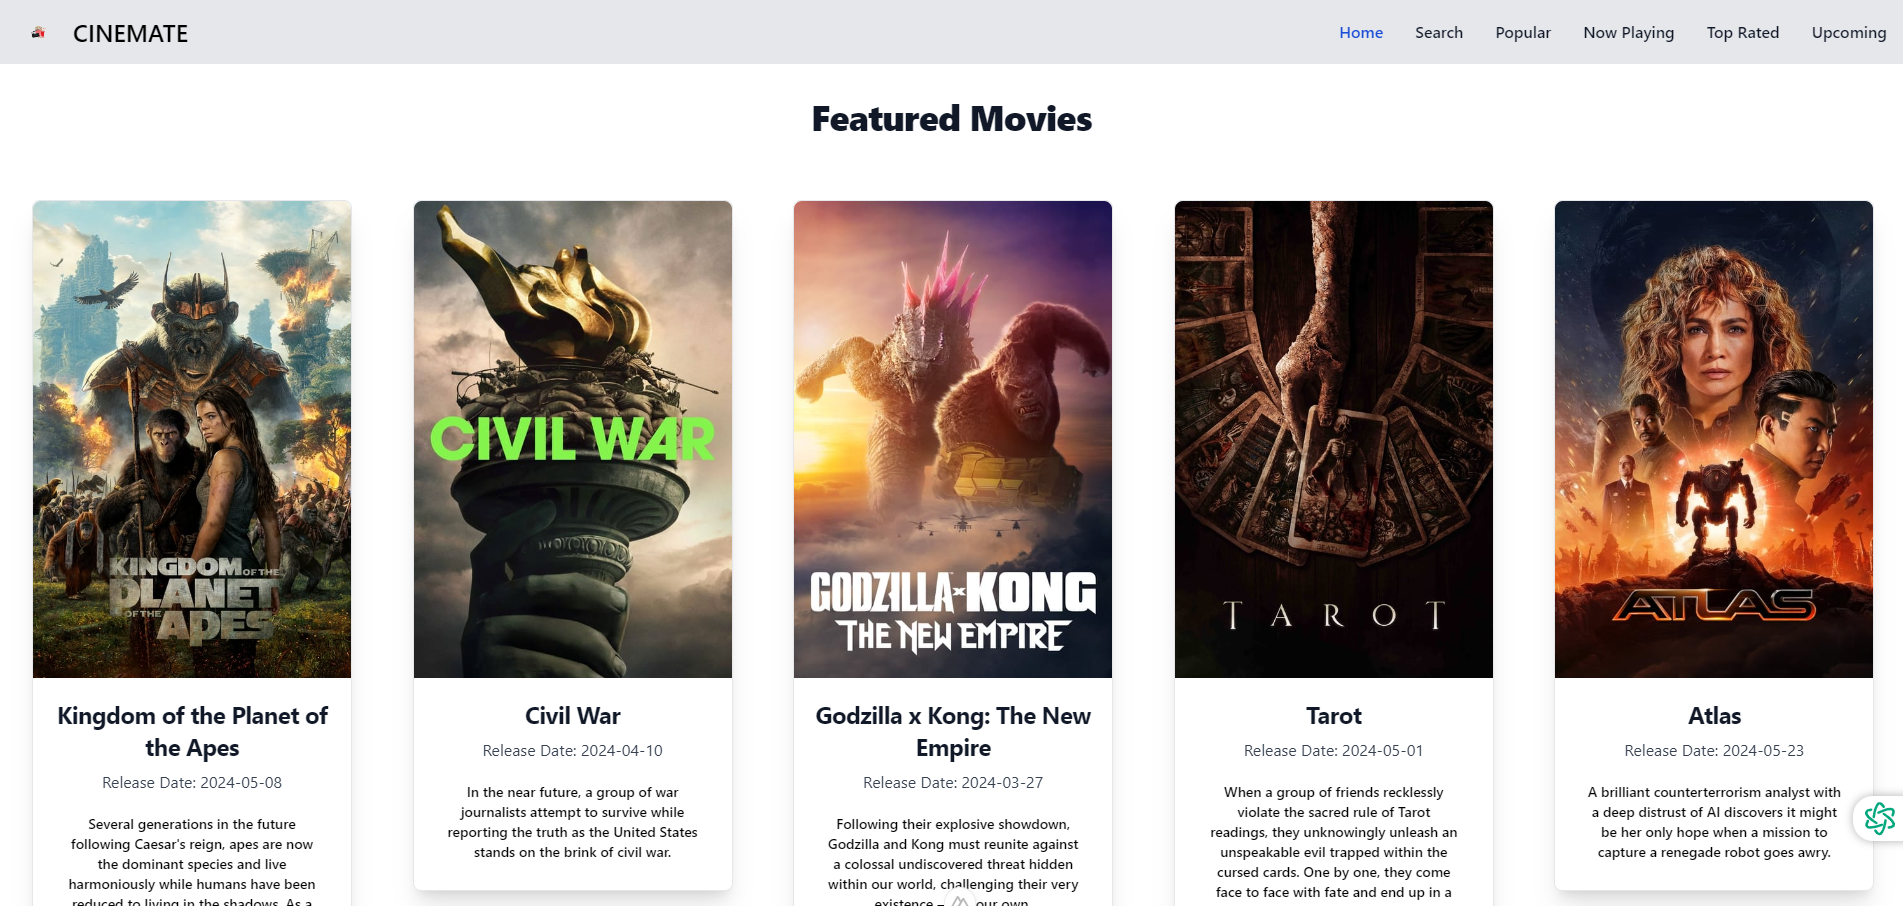 CINEMATE
Home
Search
Popular
Now Playing
Top Rated
Upcoming
Featured Movies
KINGDOM OF THE
PLANET
OF THE
APES
Kingdom of the Planet of
the Apes
Release Date: 2024-05-08
Several generations in the future
following Caesar's reign, apes are now
the dominant species and live
harmoniously while humans have been
reduced to living in the shadows. As a
CIVIL WAR
Civil War
Release Date: 2024-04-10
In the near future, a group of war
journalists attempt to survive while
reporting the truth as the United States
stands on the brink of civil war.
GODZILLA x KONG
THE NEW EMPIRE
Godzilla x Kong: The New
Empire
Release Date: 2024-03-27
Following their explosive showdown,
Godzilla and Kong must reunite against
a colossal undiscovered threat hidden
within our world, challenging their very
existence – our own.
DEATH
TAROT
Tarot
Release Date: 2024-05-01
When a group of friends recklessly
violate the sacred rule of Tarot
readings, they unknowingly unleash an
unspeakable evil trapped within the
cursed cards. One by one, they come
face to face with fate and end up in a
ATLAS
Atlas
Release Date: 2024-05-23
A brilliant counterterrorism analyst with
a deep distrust of AI discovers it might
be her only hope when a mission to
capture a renegade robot goes awry.